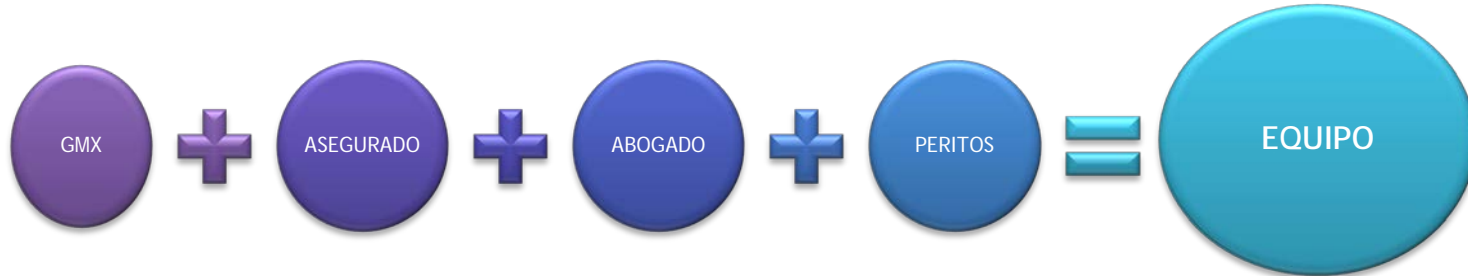 GMX
ASEGURADO
ABOGADO
PERITOS
EQUIPO